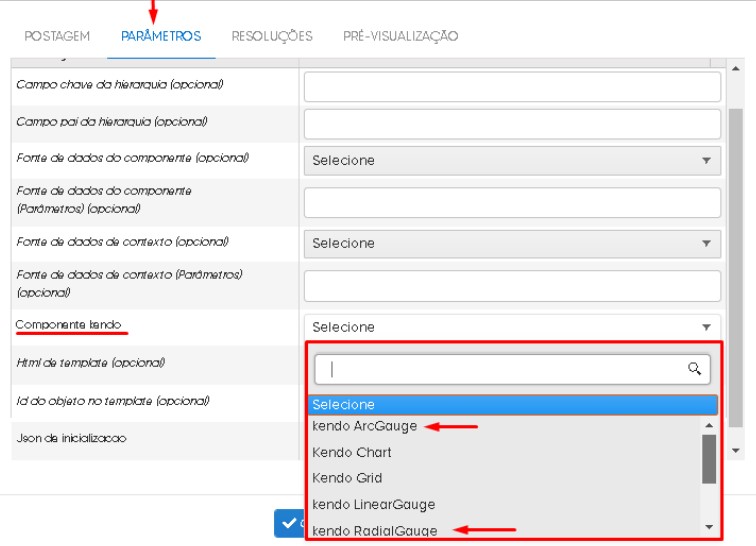 POSTAGEM PARÂMETROS RESOLUÇÕES PRÉ-VISUALIZAÇÃO
Campo chave da hierarquia (opcional)
Campo pai da hierarquia (opcional)
Fonte de dados do componente (opcional) Selecione
Fonte de dados do componente
(Parâmetros) (opcional)
Fonte de dados de contexto (opcional) Selecione
Fonte de dados de contexto (Parâmetros)
(opcional)
Componente kendo Selecione
Html de template (opcional)
Selecione
Id do objeto no template (opcional)
kendo ArcGauge
Json de inicializacao
Kendo Chart
Kendo Grid
kendo LinearGauge
kendo RadialGauge